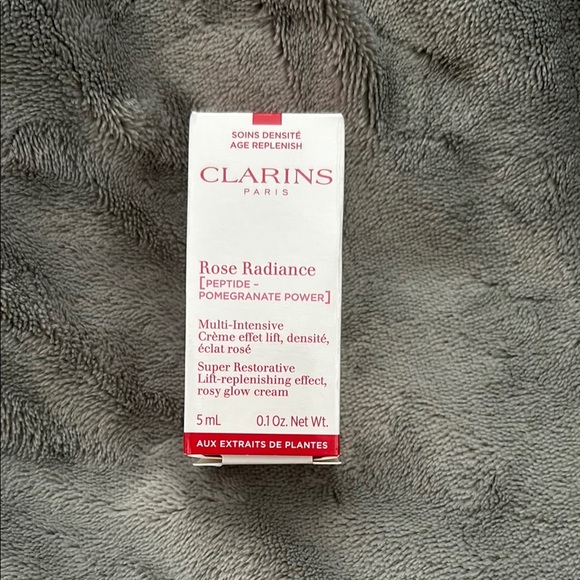 SOINS DENSITÉ
AGE REPLENISH
CLARINS
PARIS
Rose Radiance
[PEPTIDE -
POMEGRANATE POWER]
Multi-Intensive
Crème effet lift, densité,
éclat rosé
Super Restorative
Lift-replenishing effect,
rosy glow cream
5 mL 0.1 Oz. Net Wt.
AUX EXTRAITS DE PLANTES